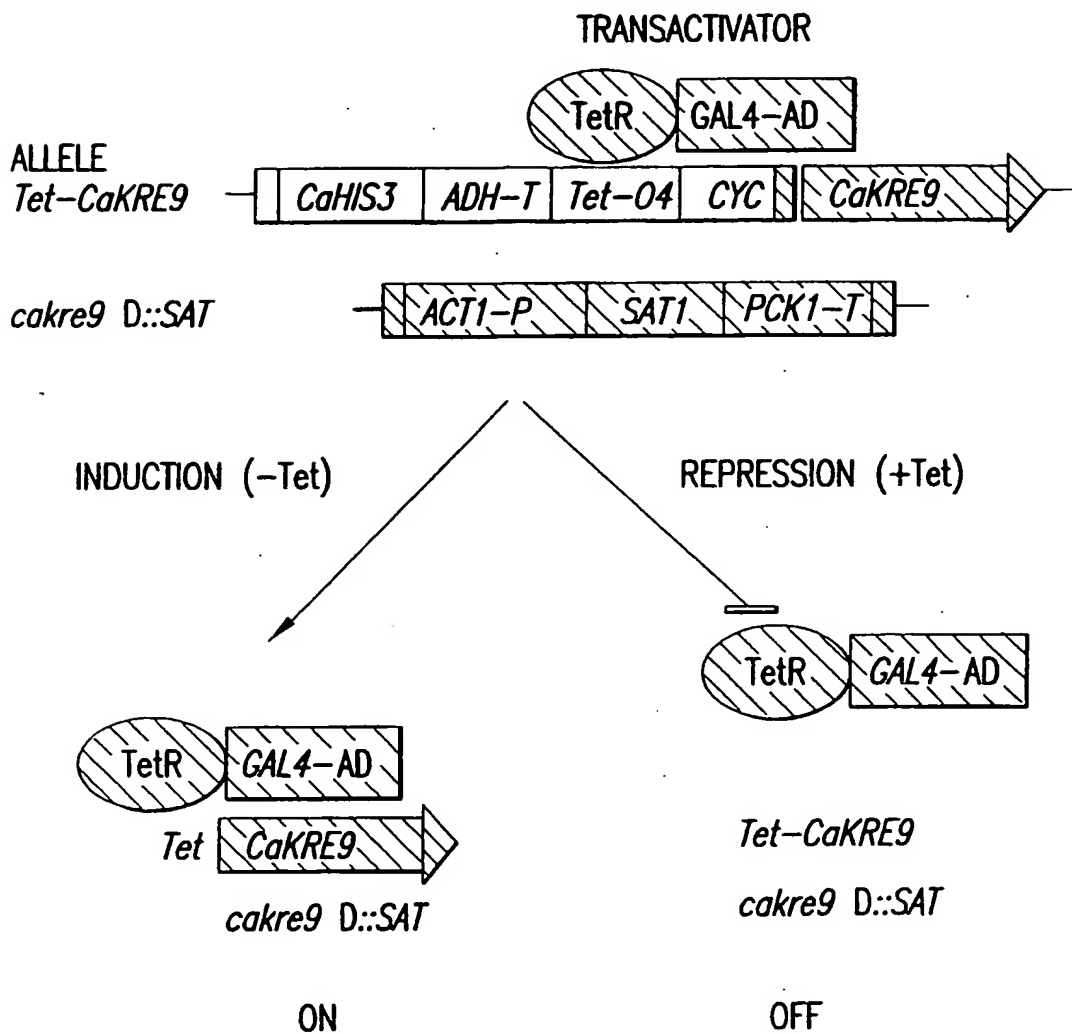 TRANSACTIVATOR
TetR GAL4-AD
ALLELE
Tet-CaKRE9 CaHIS3 ADH-T Tet-O4 CYC CaKRE9
cakre9 D::SAT ACT1-P SAT1 PCK1-T
INDUCTION (-Tet) REPRESSION (+Tet)
TetR GAL4-AD
TetR GAL4-AD
Tet CaKRE9 Tet-CaKRE9
cakre9 D::SAT cakre9 D::SAT
ON OFF